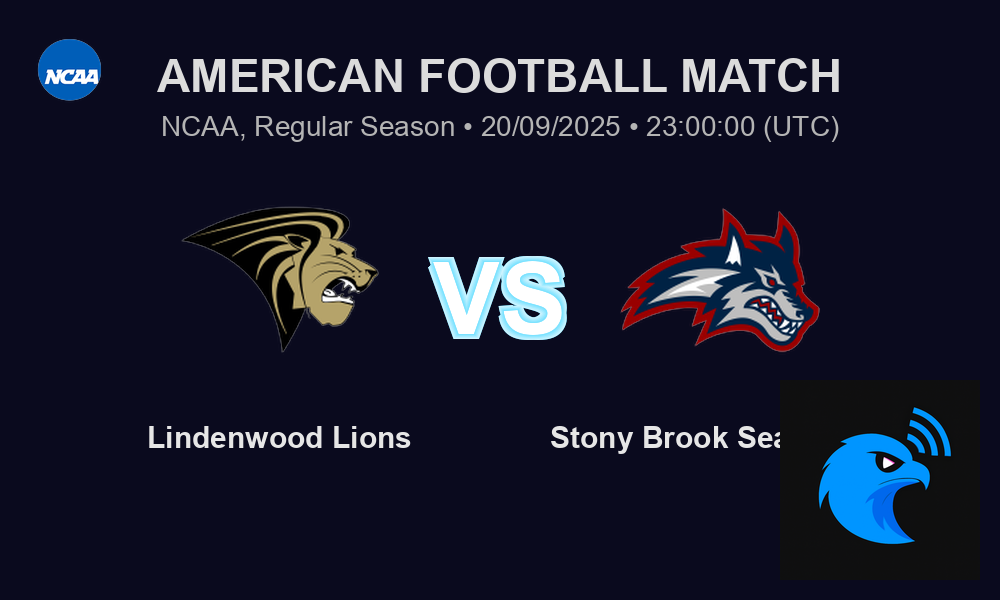 NCAA
AMERICAN FOOTBALL MATCH
NCAA, Regular Season • 20/09/2025 • 23:00:00 (UTC)
VS
Lindenwood Lions
Stony Brook